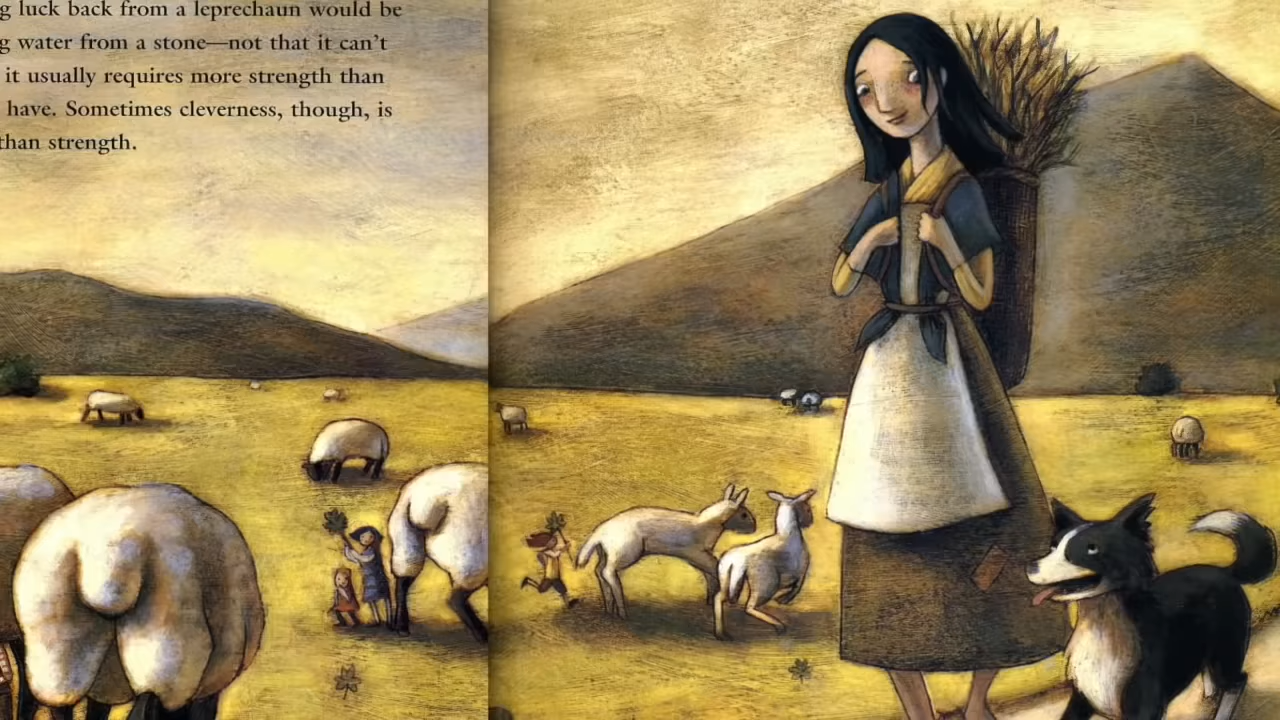 g luck back from a leprechaun would be
g water from a stone—not that it can't
it usually requires more strength than
have. Sometimes cleverness, though, is
than strength.